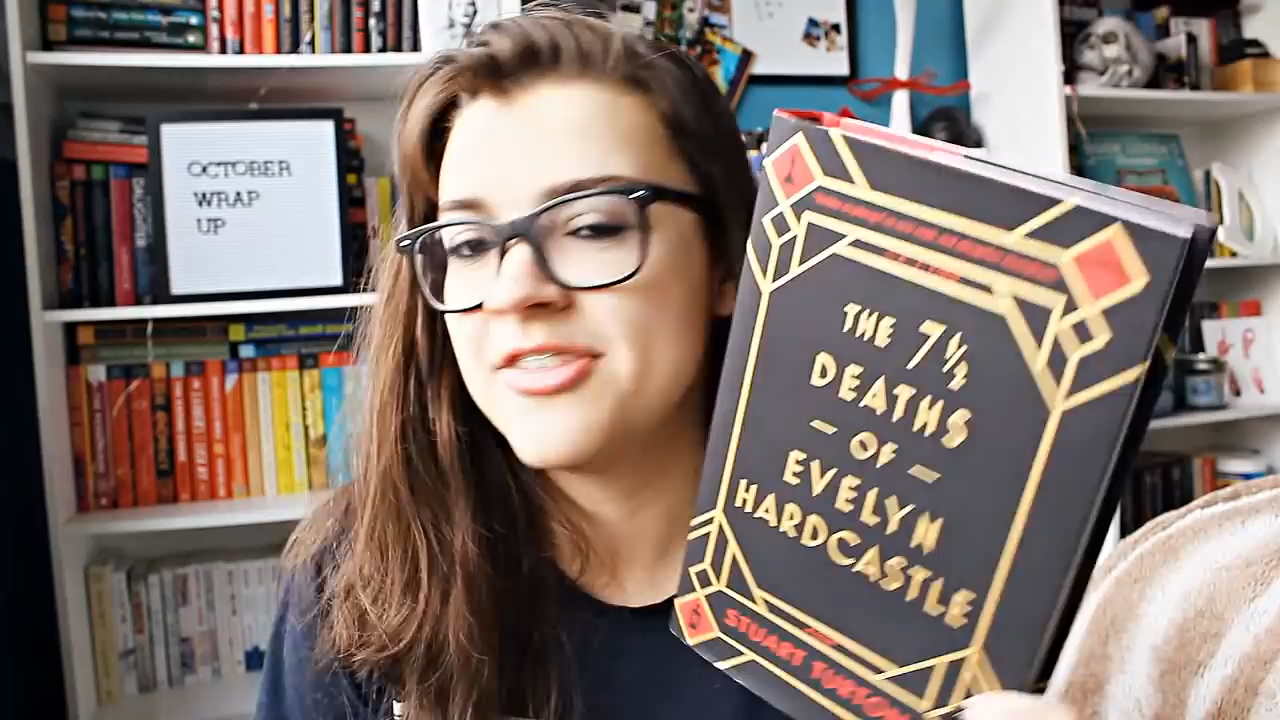 OCTOBER
WRAP
UP
THE 7½
DEATHS
- OF -
EVELYN
HARDCASTLE
STUART TURTON